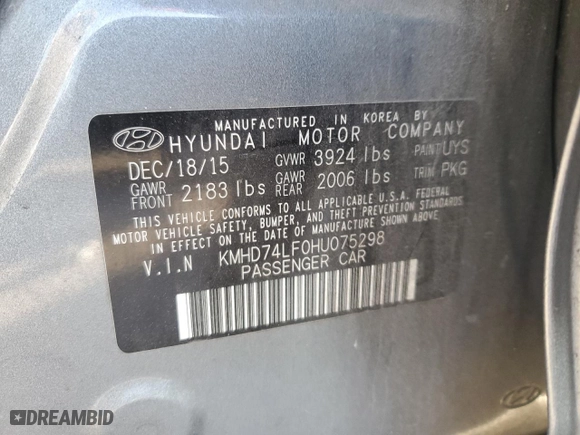 MANUFACTURED IN KOREA BY
HYUNDAI MOTOR COMPANY
DEC/18/15 GVWR 3924 lbs PAINT UYS
GAWR FRONT 2183 lbs GAWR REAR 2006 lbs TRIM PKG
THIS VEHICLE CONFORMS TO ALL APPLICABLE U.S.A. FEDERAL
MOTOR VEHICLE SAFETY, BUMPER, AND THEFT PREVENTION STANDARDS
IN EFFECT ON THE DATE OF MANUFACTURE SHOWN ABOVE.
V.I.N KMHD74LF0HU075298
PASSENGER CAR
DREAMBID